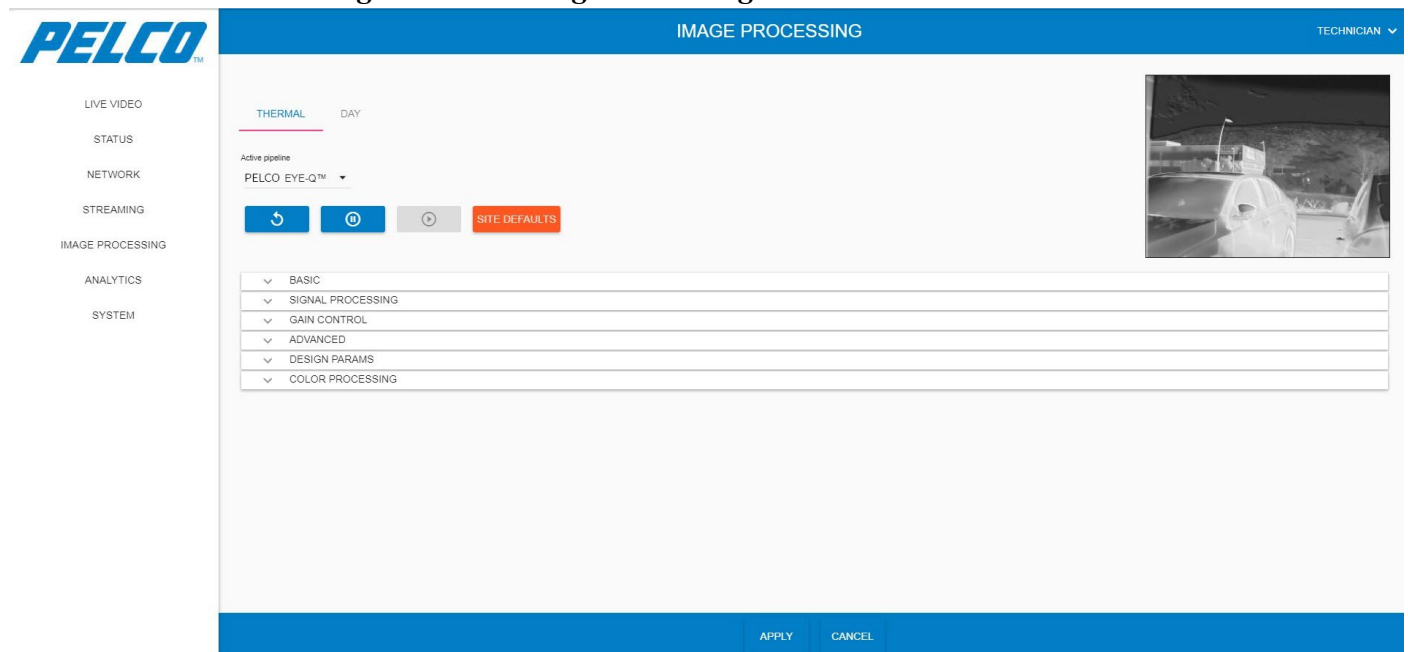 PELCO
TM
IMAGE PROCESSING
TECHNICIAN
LIVE VIDEO
STATUS
NETWORK
STREAMING
IMAGE PROCESSING
ANALYTICS
SYSTEM
THERMAL DAY
Active pipeline
PELCO EYE-Q™
SITE DEFAULTS
BASIC
SIGNAL PROCESSING
GAIN CONTROL
ADVANCED
DESIGN PARAMS
COLOR PROCESSING
APPLY CANCEL